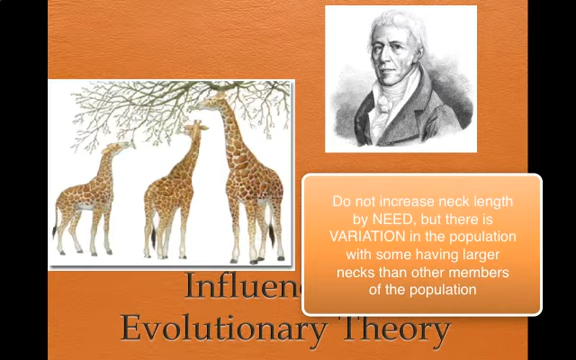 Do not increase neck length
by NEED, but there is
VARIATION in the population
with some having larger
necks than other members
of the population
Influen
Evolutionary Theory